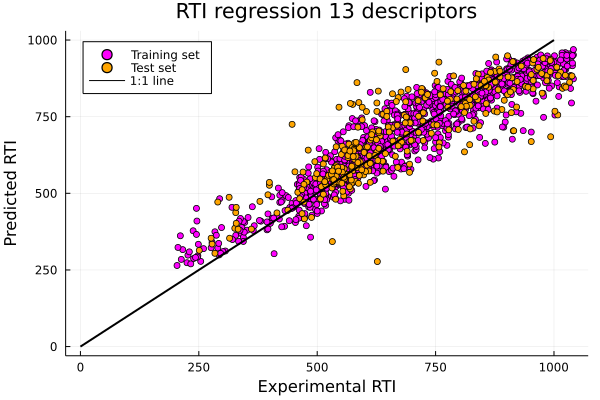 RTI regression 13 descriptors
Training set
Test set
1:1 line
Predicted RTI
1000
750
500
250
0
0 250 500 750 1000
Experimental RTI